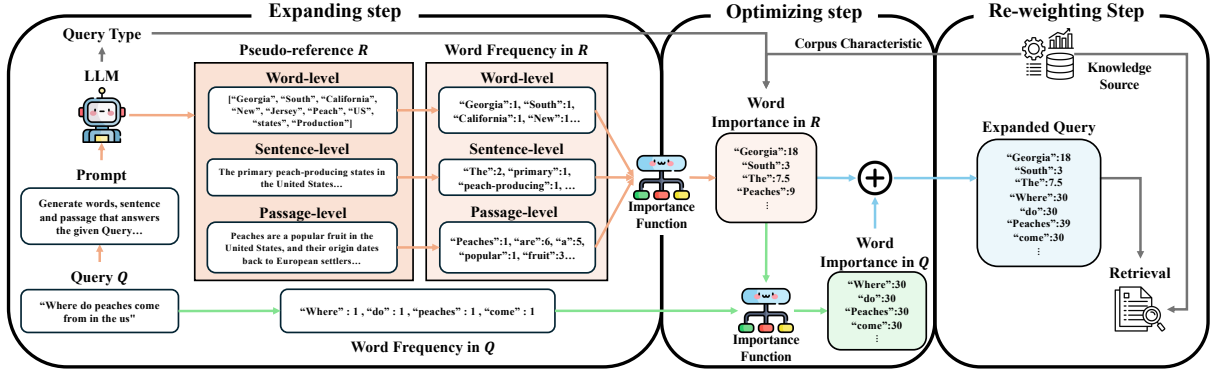 Expanding step
Optimizing step
Re-weighting Step
Query Type
LLM
Prompt
Generate words, sentence
and passage that answers
the given Query...
Query Q
"Where do peaches come
from in the us"
Pseudo-reference R
Word-level
["Georgia", "South", "California",
"New", "Jersey", "Peach", "US",
"states", "Production"]
Sentence-level
The primary peach-producing states in
the United States...
Passage-level
Peaches are a popular fruit in the
United States, and their origin dates
back to European settlers...
Word Frequency in R
Word-level
"Georgia":1, "South":1,
"California":1, "New":1...
Sentence-level
"The":2, "primary":1,
"peach-producing":1, ...
Passage-level
"Peaches":1, "are":6, "a":5,
"popular":1, "fruit":3...
"Where" : 1 , "do" : 1 , "peaches" : 1 , "come" : 1
Word Frequency in Q
Importance
Function
Word
Importance in R
"Georgia":18
"South":3
"The":7.5
"Peaches":9
⋮
Importance
Function
Word
Importance in Q
"Where":30
"do":30
"Peaches":30
"come":30
⋮
Corpus Characteristic
Knowledge
Source
Expanded Query
"Georgia":18
"South":3
"The":7.5
"Where":30
"do":30
"Peaches":39
"come":30
⋮
Retrieval